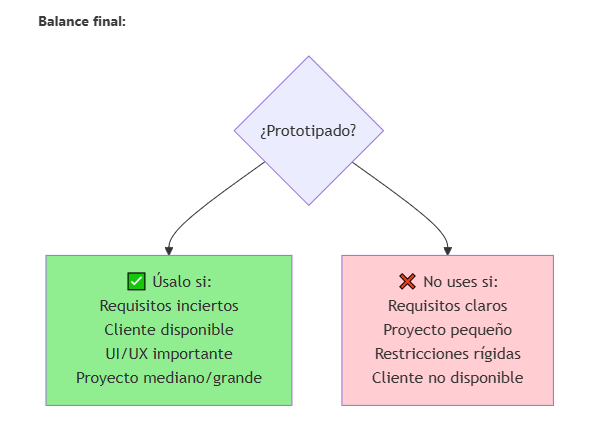 Balance final:
¿Prototipado?
✅ Úsalo si:
Requisitos inciertos
Cliente disponible
UI/UX importante
Proyecto mediano/grande
❌ No uses si:
Requisitos claros
Proyecto pequeño
Restricciones rígidas
Cliente no disponible